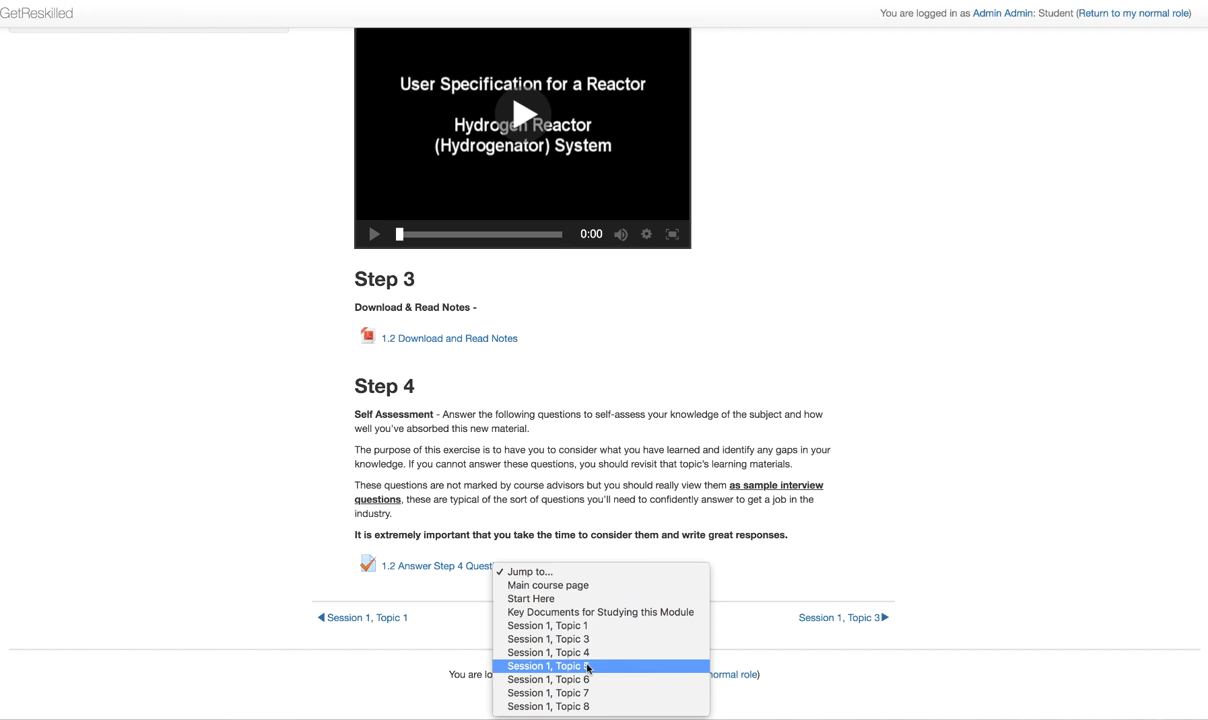 GetReskilled
You are logged in as Admin Admin: Student (Return to my normal role)
User Specification for a Reactor
Hydrogen Reactor
(Hydrogenator) System
0:00
Step 3
Download & Read Notes -
1.2 Download and Read Notes
Step 4
Self Assessment - Answer the following questions to self-assess your knowledge of the subject and how
well you've absorbed this new material.
The purpose of this exercise is to have you to consider what you have learned and identify any gaps in your
knowledge. If you cannot answer these questions, you should revisit that topic's learning materials.
These questions are not marked by course advisors but you should really view them as sample interview
questions, these are typical of the sort of questions you'll need to confidently answer to get a job in the
industry.
It is extremely important that you take the time to consider them and write great responses.
1.2 Answer Step 4
Jump to...
Main course page
Start Here
Key Documents for Studying this Module
Session 1, Topic 1
Session 1, Topic 3
Session 1, Topic 4
Session 1, Topic
Session 1, Topic 6
Session 1, Topic 7
Session 1, Topic 8
Session 1, Topic 1
Session 1, Topic 3
You are normal role)